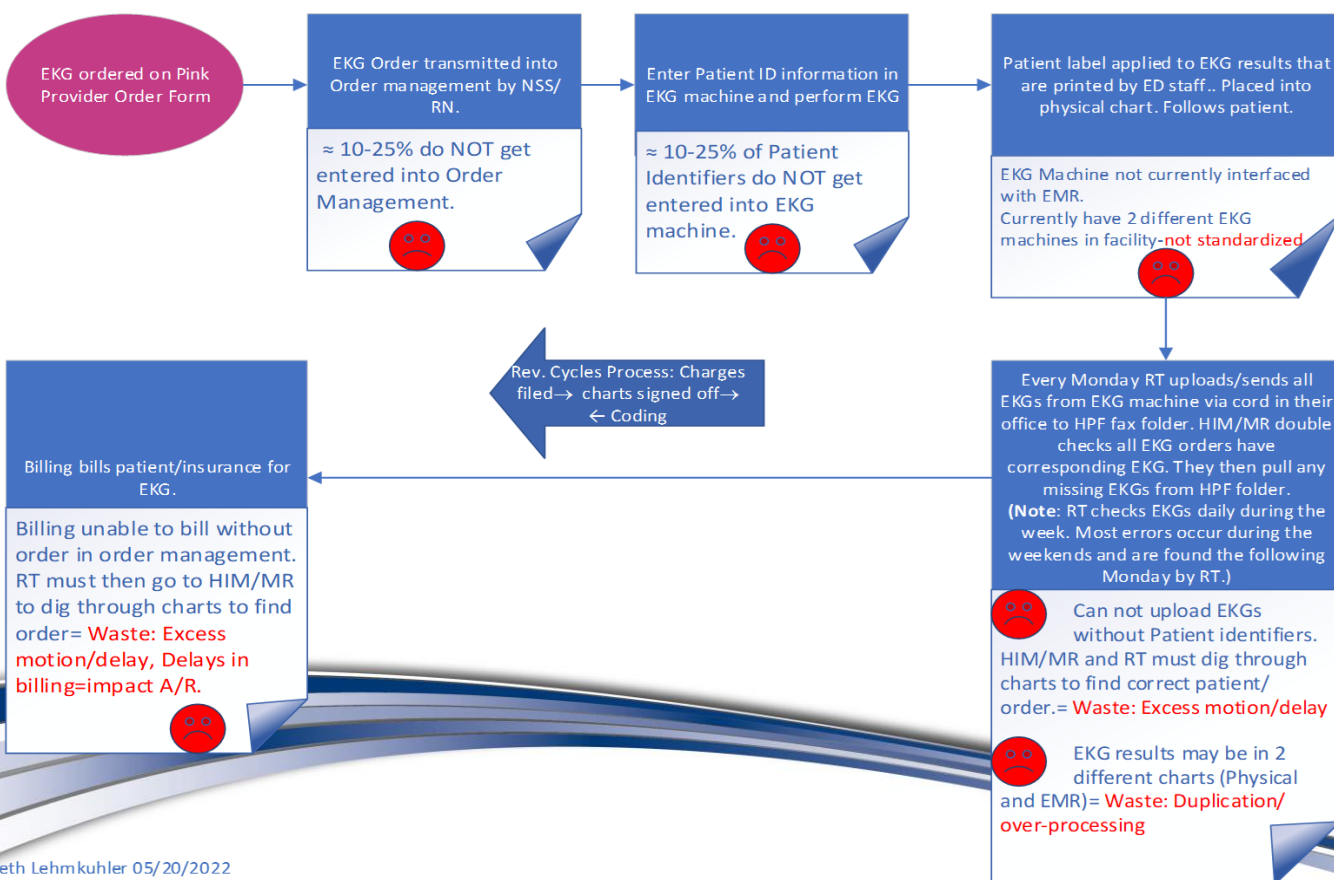 EKG ordered on Pink
Provider Order Form
EKG Order transmitted into
Order management by NSS/
RN.
≈ 10-25% do NOT get
entered into Order
Management.
Enter Patient ID information in
EKG machine and perform EKG
≈ 10-25% of Patient
Identifiers do NOT get
entered into EKG
machine.
Patient label applied to EKG results that
are printed by ED staff.. Placed into
physical chart. Follows patient.
EKG Machine not currently interfaced
with EMR.
Currently have 2 different EKG
machines in facility-not standardized
Every Monday RT uploads/sends all
EKGs from EKG machine via cord in their
office to HPF fax folder. HIM/MR double
checks all EKG orders have
corresponding EKG. They then pull any
missing EKGs from HPF folder.
(Note: RT checks EKGs daily during the
week. Most errors occur during the
weekends and are found the following
Monday by RT.)
Can not upload EKGs
without Patient identifiers.
HIM/MR and RT must dig through
charts to find correct patient/
order.= Waste: Excess motion/delay
EKG results may be in 2
different charts (Physical
and EMR)= Waste: Duplication/
over-processing
Rev. Cycles Process: Charges
filed→ charts signed off→
← Coding
Billing bills patient/insurance for
EKG.
Billing unable to bill without
order in order management.
RT must then go to HIM/MR
to dig through charts to find
order= Waste: Excess
motion/delay, Delays in
billing=impact A/R.
eth Lehmkuhler 05/20/2022